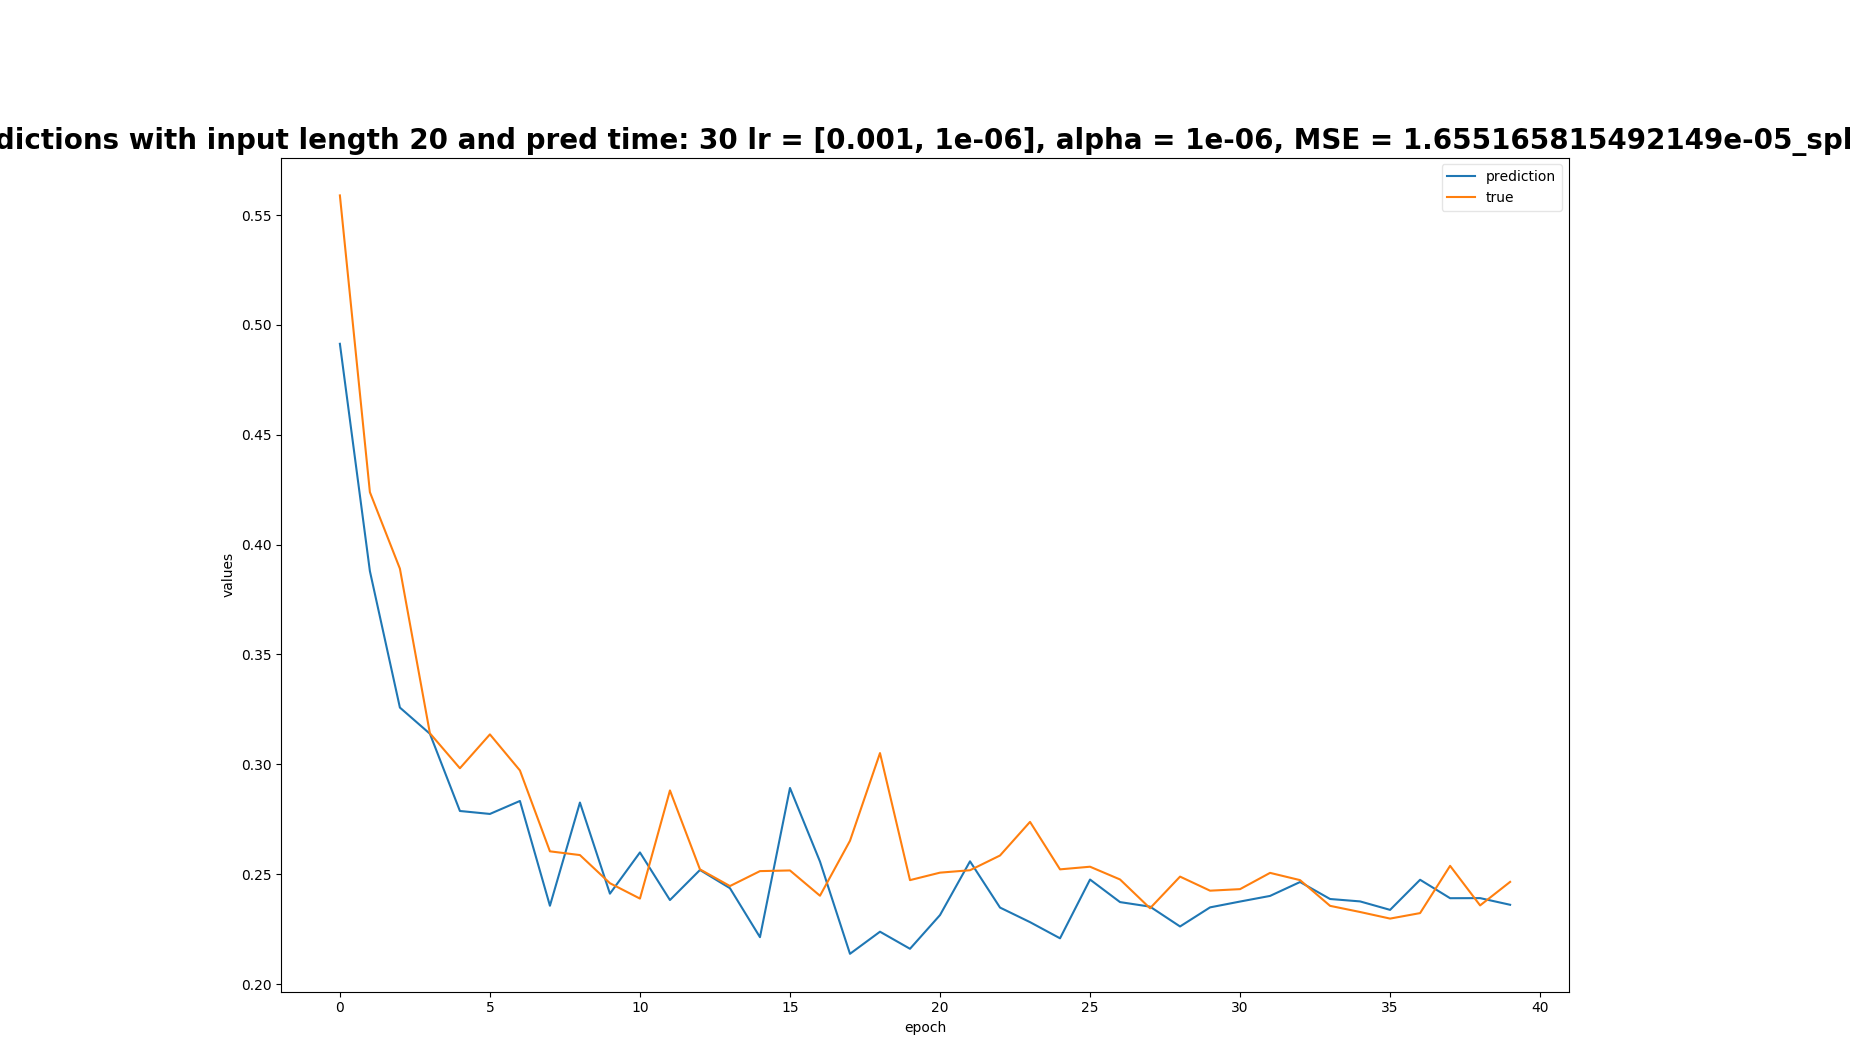 dictions with input length 20 and pred time: 30 lr = [0.001, 1e-06], alpha = 1e-06, MSE = 1.655165815492149e-05_spl
prediction
true
0.55
0.50
0.45
0.40
0.35
0.30
0.25
0.20
values
0 5 10 15 20 25 30 35 40
epoch